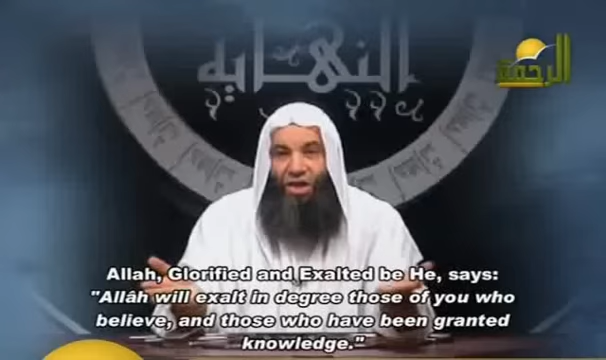 النهاية
الرحمة
Allah, Glorified and Exalted be He, says:
"Allâh will exalt in degree those of you who
believe, and those who have been granted
knowledge."